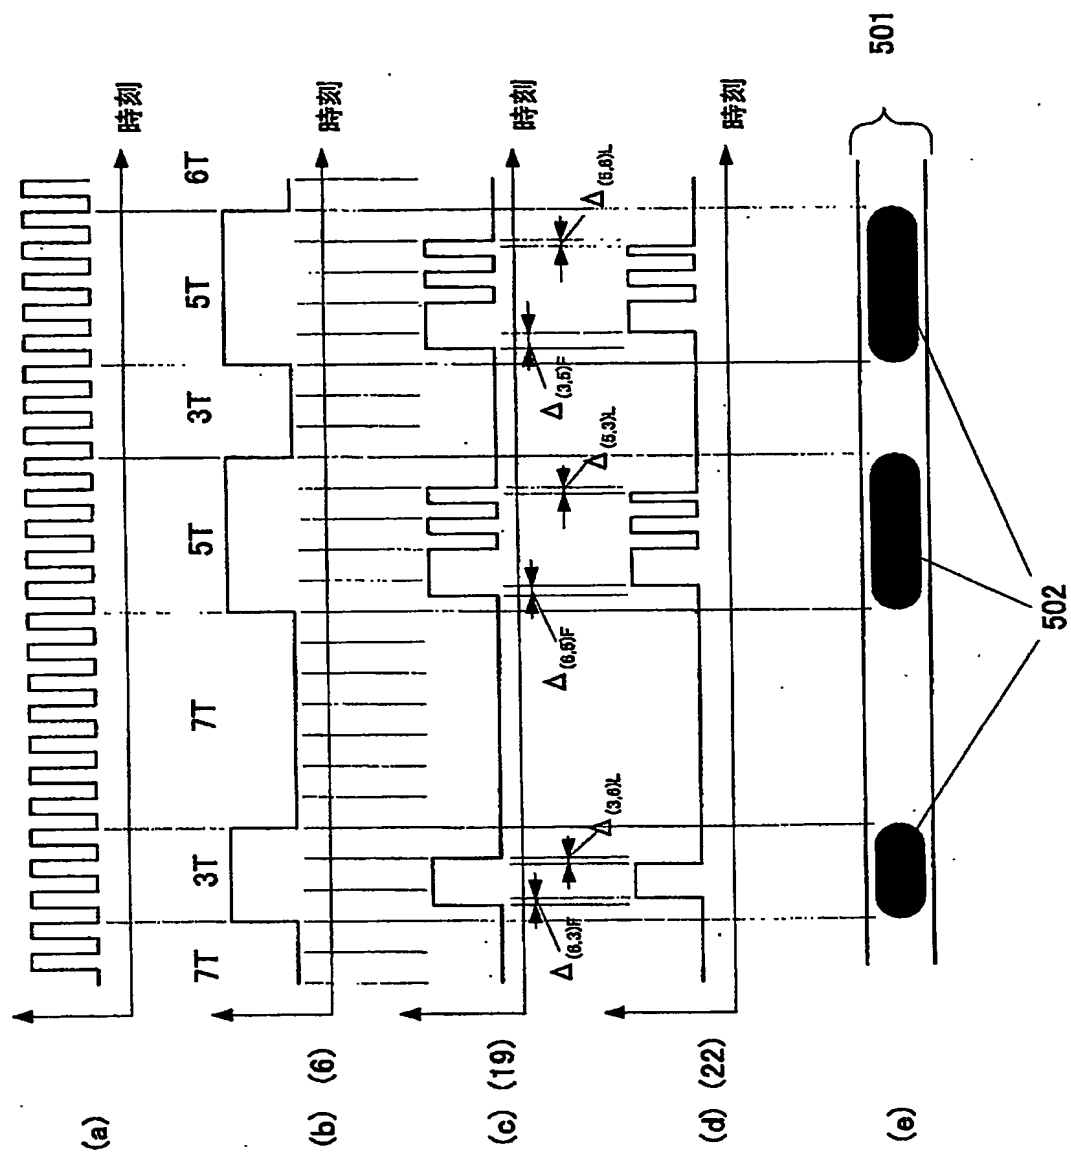 (a)
時刻
7T 3T 7T 5T 3T 5T 6T
(b) (6)
時刻
(c) (19)
時刻
Δ(6,3)F
Δ(3,6)L
Δ(6,5)F
Δ(5,3)L
Δ(3,5)F
Δ(5,6)L
(d) (22)
時刻
(e)
501
502